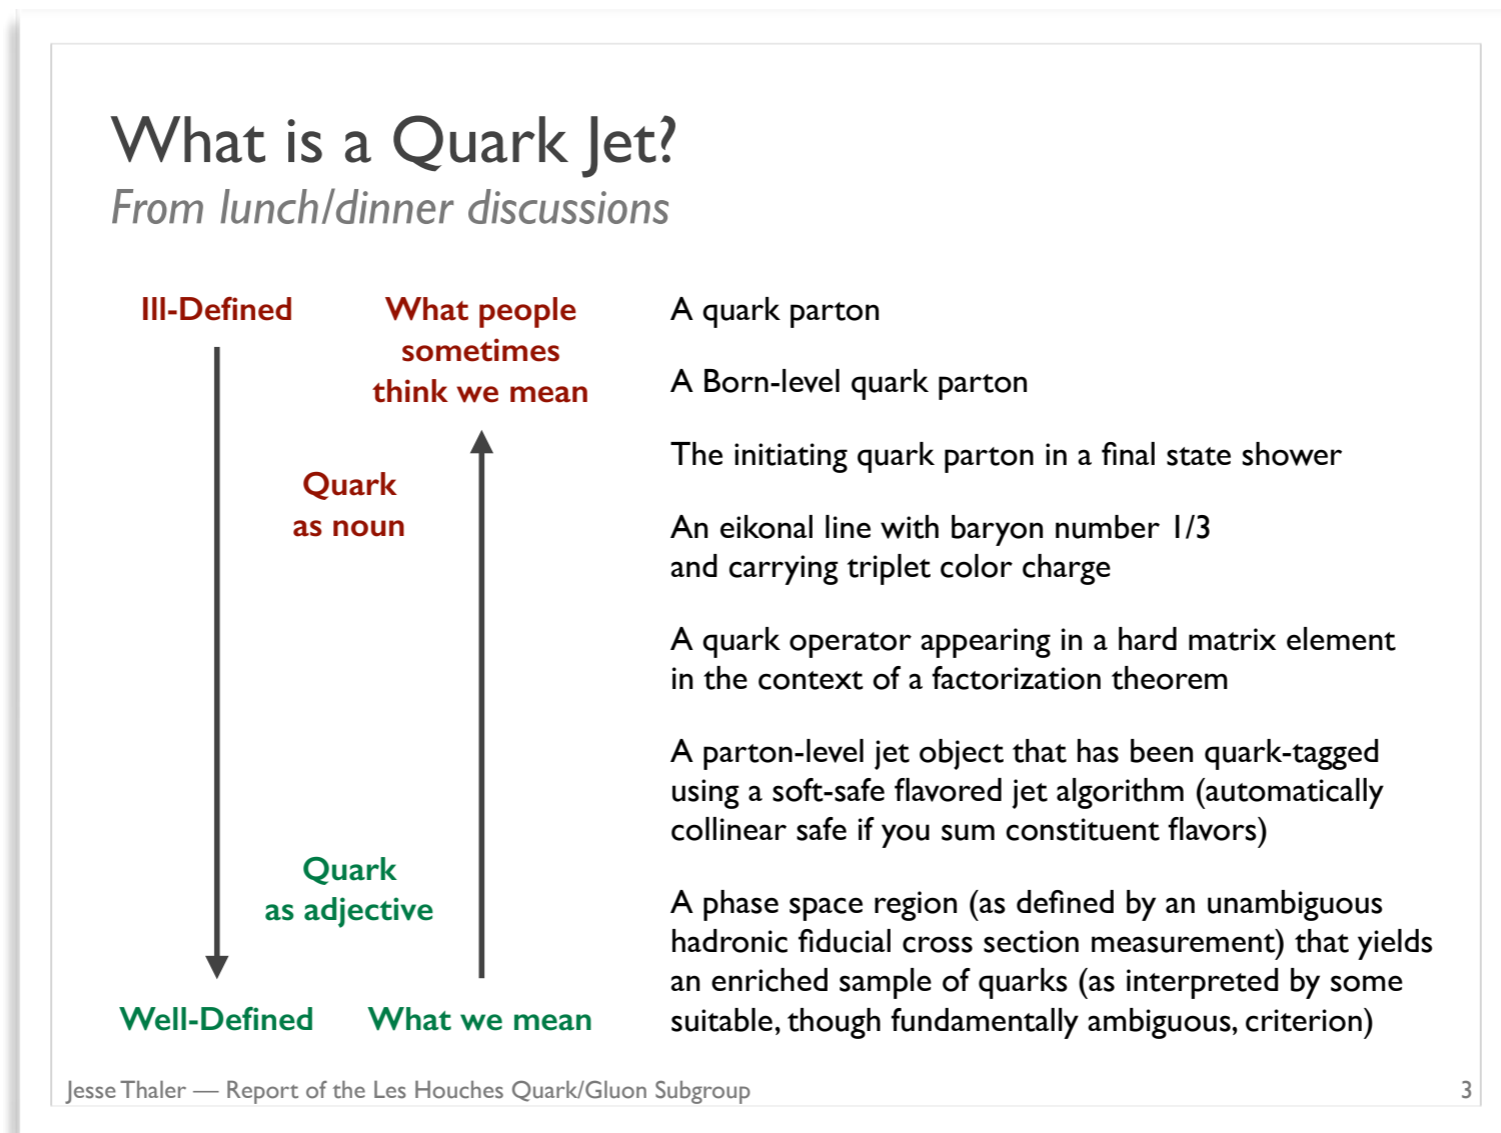 What is a Quark Jet?
From lunch/dinner discussions
Ill-Defined
What people
sometimes
think we mean
Quark
as noun
Quark
as adjective
Well-Defined
What we mean
A quark parton
A Born-level quark parton
The initiating quark parton in a final state shower
An eikonal line with baryon number 1/3
and carrying triplet color charge
A quark operator appearing in a hard matrix element
in the context of a factorization theorem
A parton-level jet object that has been quark-tagged
using a soft-safe flavored jet algorithm (automatically
collinear safe if you sum constituent flavors)
A phase space region (as defined by an unambiguous
hadronic fiducial cross section measurement) that yields
an enriched sample of quarks (as interpreted by some
suitable, though fundamentally ambiguous, criterion)
Jesse Thaler — Report of the Les Houches Quark/Gluon Subgroup
3